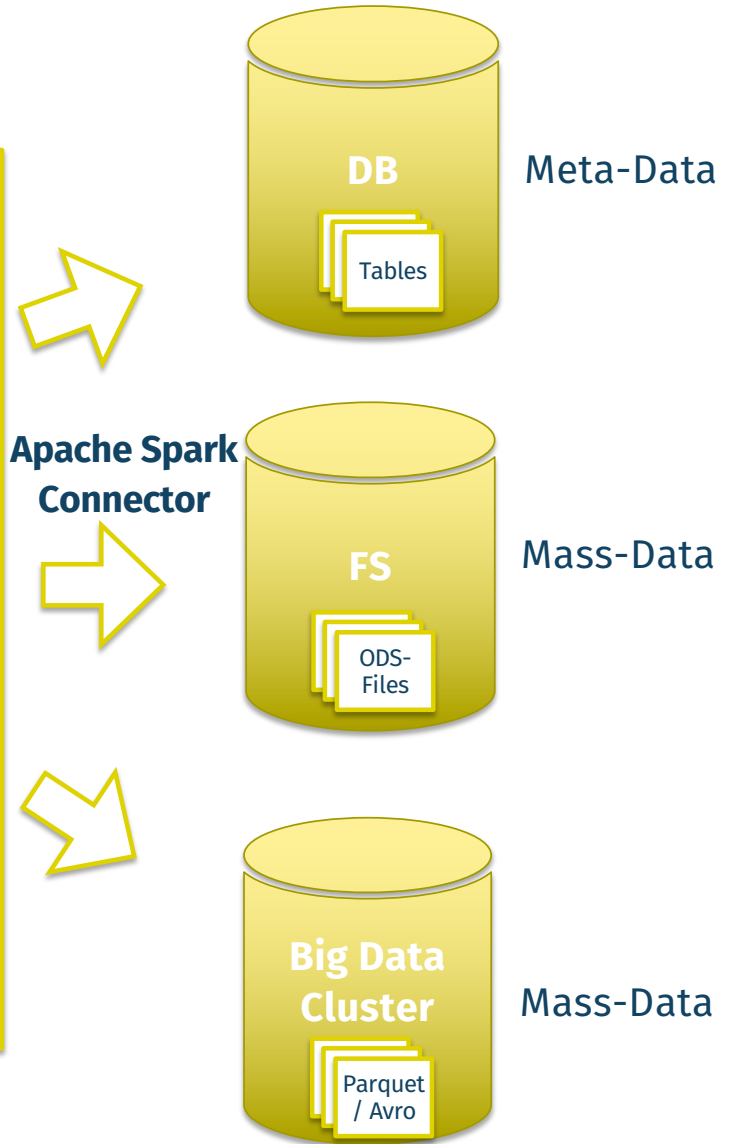 DB
Meta-Data
Tables
Apache Spark
Connector
FS
Mass-Data
ODS-
Files
Big Data
Cluster
Mass-Data
Parquet
/ Avro